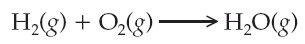 H₂(g) + O₂(g) ⟶ H₂O(g)